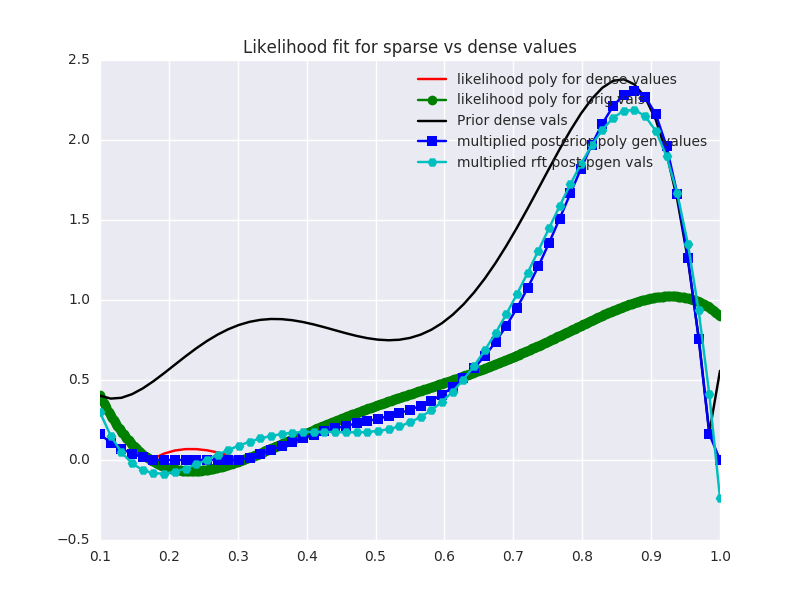 Likelihood fit for sparse vs dense values
2.5
2.0
1.5
1.0
0.5
0.0
−0.5
likelihood poly for dense values
likelihood poly for orig vals
Prior dense vals
multiplied posterior poly gen values
multiplied rft post pgen vals
0.1 0.2 0.3 0.4 0.5 0.6 0.7 0.8 0.9 1.0